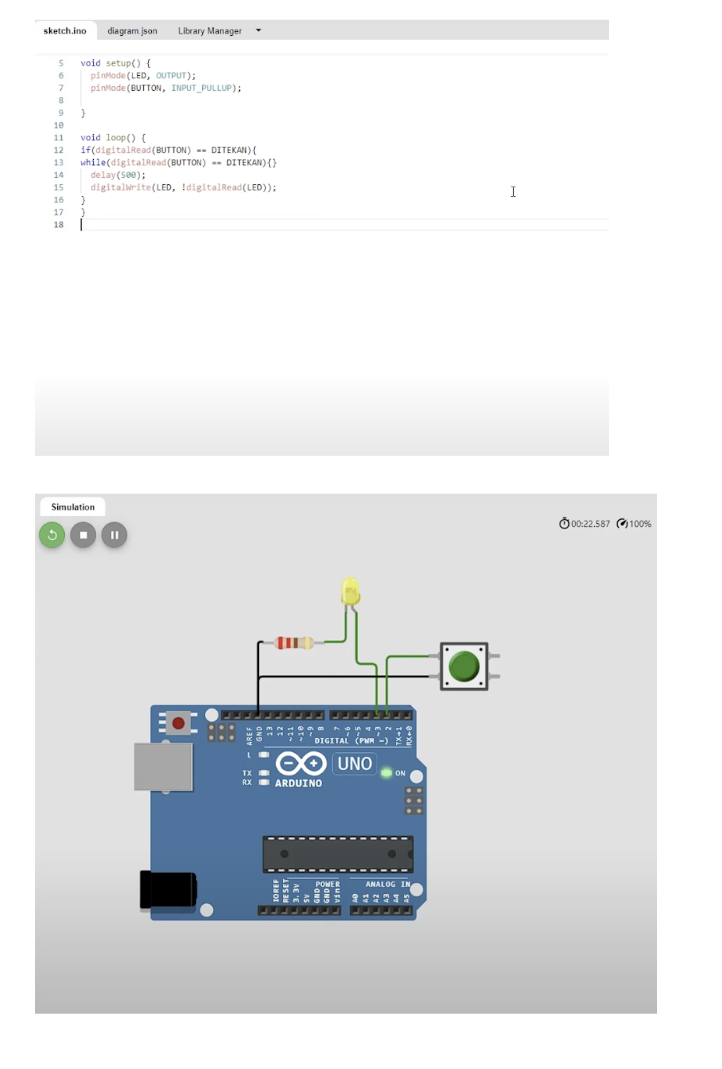 sketch.ino diagram.json Library Manager
5 void setup() {
6 pinMode(LED, OUTPUT);
7 pinMode(BUTTON, INPUT_PULLUP);
8
9 }
10
11 void loop() {
12 if(digitalRead(BUTTON) == DITEKAN){
13 while(digitalRead(BUTTON) == DITEKAN){}
14 delay(500);
15 digitalWrite(LED, !digitalRead(LED));
16 }
17 }
18
Simulation
00:22.587 100%
AREF
GND
13
12
~11
~10
~9
8
7
~6
~5
4
~3
2
TX→1
RX←0
DIGITAL (PWM ~)
L
TX
RX
UNO
ON
ARDUINO
POWER
ANALOG IN
IOREF
RESET
3.3V
5V
GND
GND
Vin
A0
A1
A2
A3
A4
A5